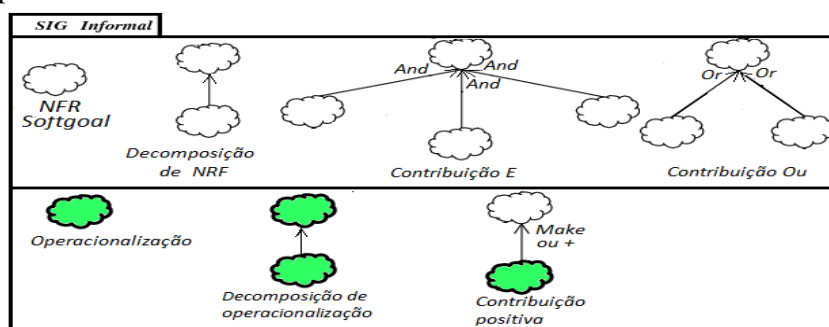 SIG Informal
And
And
And
Or
Or
NFR
Softgoal
Decomposição
de NRF
Contribuição E
Contribuição Ou
Operacionalização
Make
ou +
Decomposição de
operacionalização
Contribuição
positiva